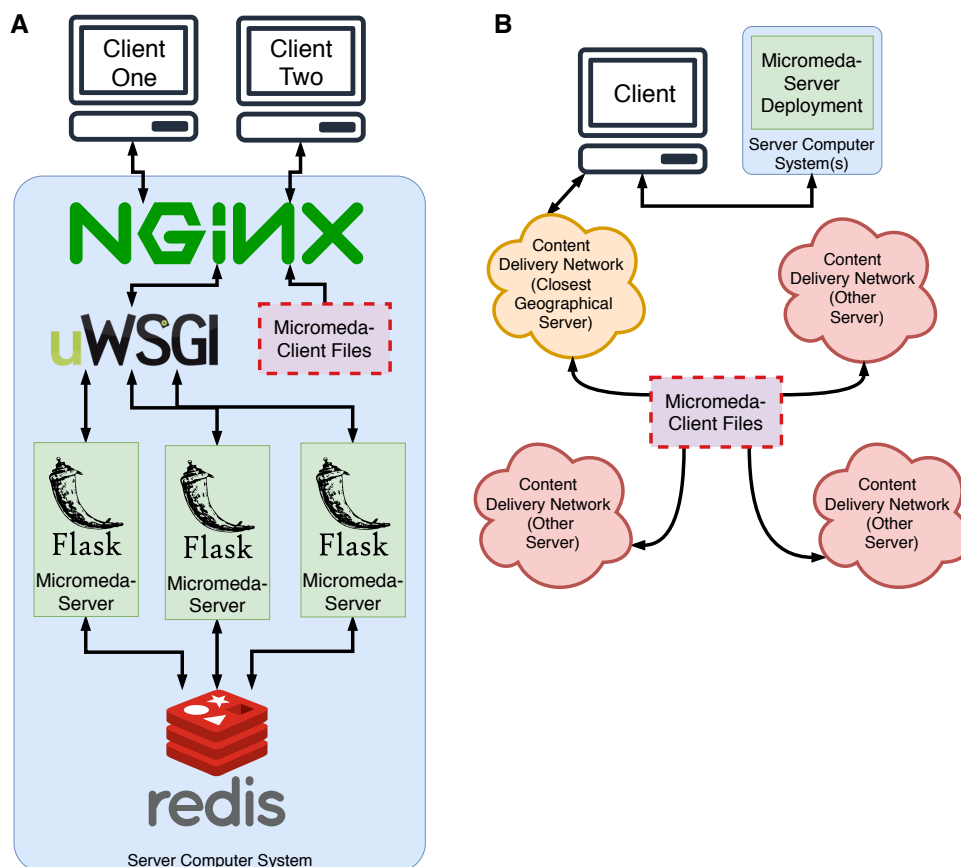 A
Client
One
Client
Two
NGiNX
uWSGI
Micromeda-
Client Files
Flask
Micromeda-
Server
Flask
Micromeda-
Server
Flask
Micromeda-
Server
redis
Server Computer System
B
Client
Micromeda-
Server
Deployment
Server Computer
System(s)
Content
Delivery Network
(Closest
Geographical
Server)
Content
Delivery Network
(Other
Server)
Micromeda-
Client Files
Content
Delivery Network
(Other
Server)
Content
Delivery Network
(Other
Server)